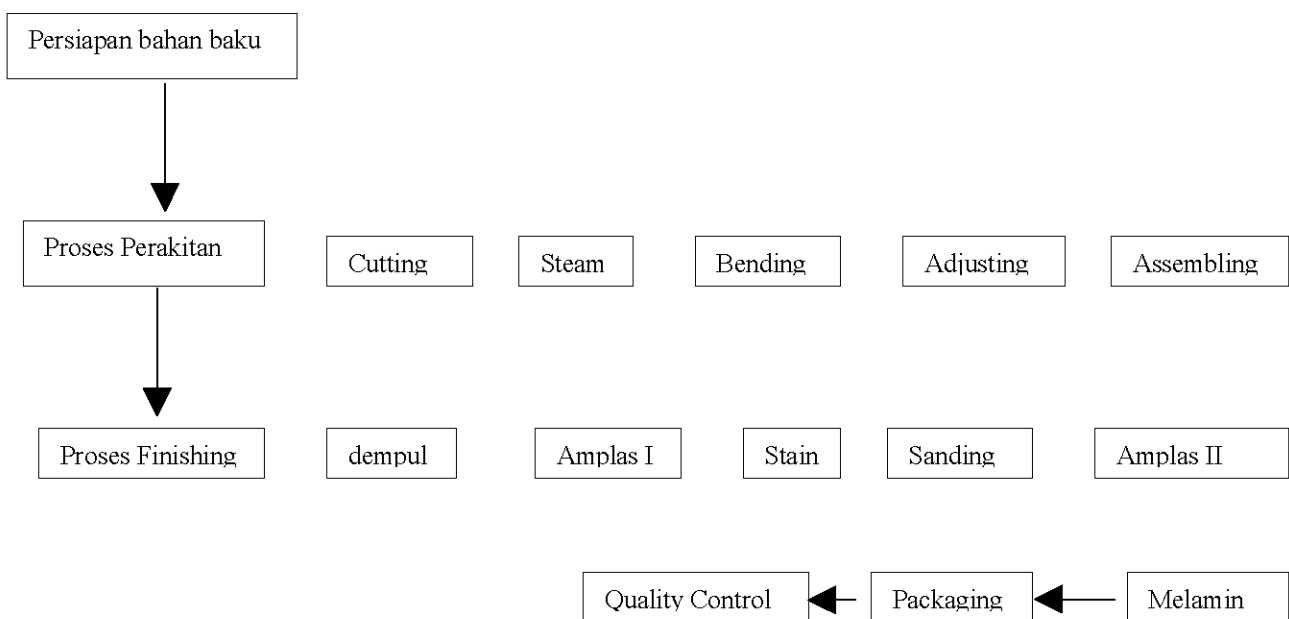 Persiapan bahan baku
Proses Perakitan
Cutting
Steam
Bending
Adjusting
Assembling
Proses Finishing
dempul
Amplas I
Stain
Sanding
Amplas II
Quality Control
Packaging
Melamin